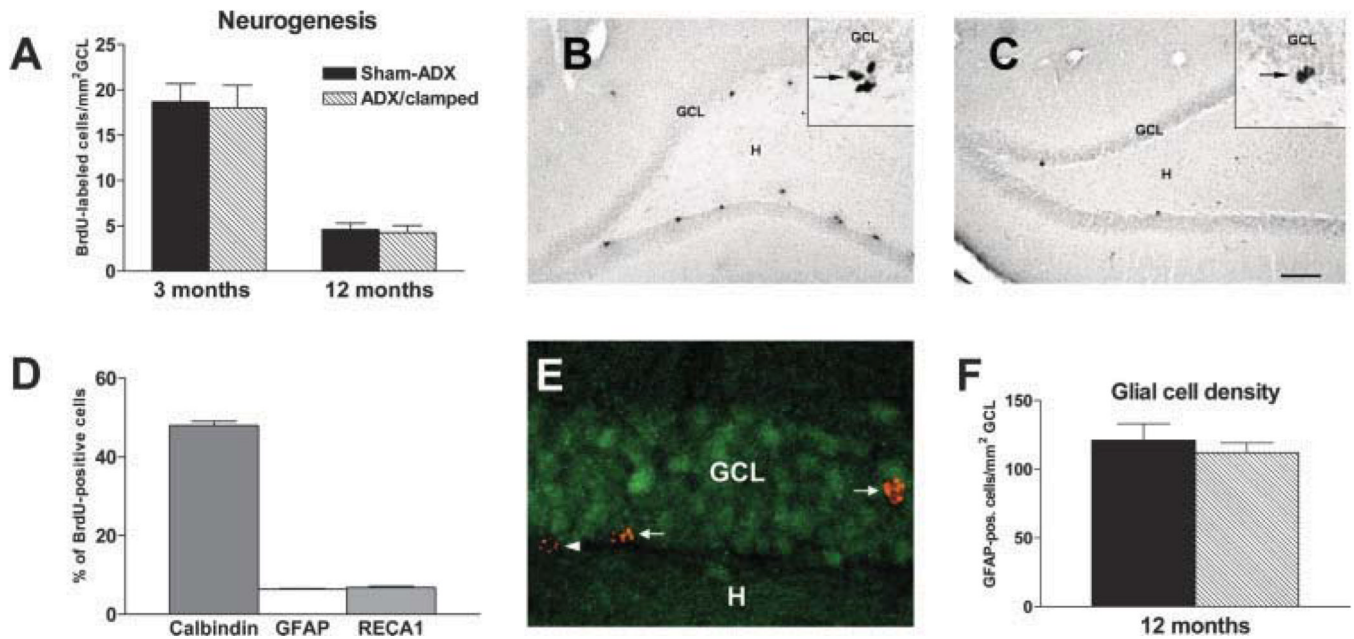 A
Neurogenesis
BrdU-labeled cells/mm²GCL
25
20
15
10
5
0
Sham-ADX
ADX/clamped
3 months
12 months
B
GCL
GCL
H
C
GCL
GCL
H
D
% of BrdU-positive cells
60
40
20
0
Calbindin
GFAP
RECA1
E
GCL
H
F
Glial cell density
GFAP-pos. cells/mm² GCL
150
100
50
0
12 months